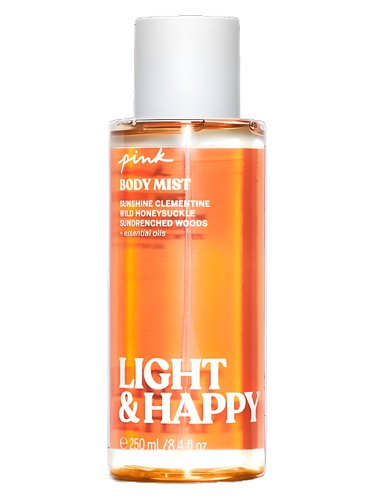 pink
BODY MIST
SUNSHINE CLEMENTINE
WILD HONEYSUCKLE
SUNDRENCHED WOODS
+ essential oils
LIGHT
& HAPPY
℮ 250 ml / 8.4 fl oz